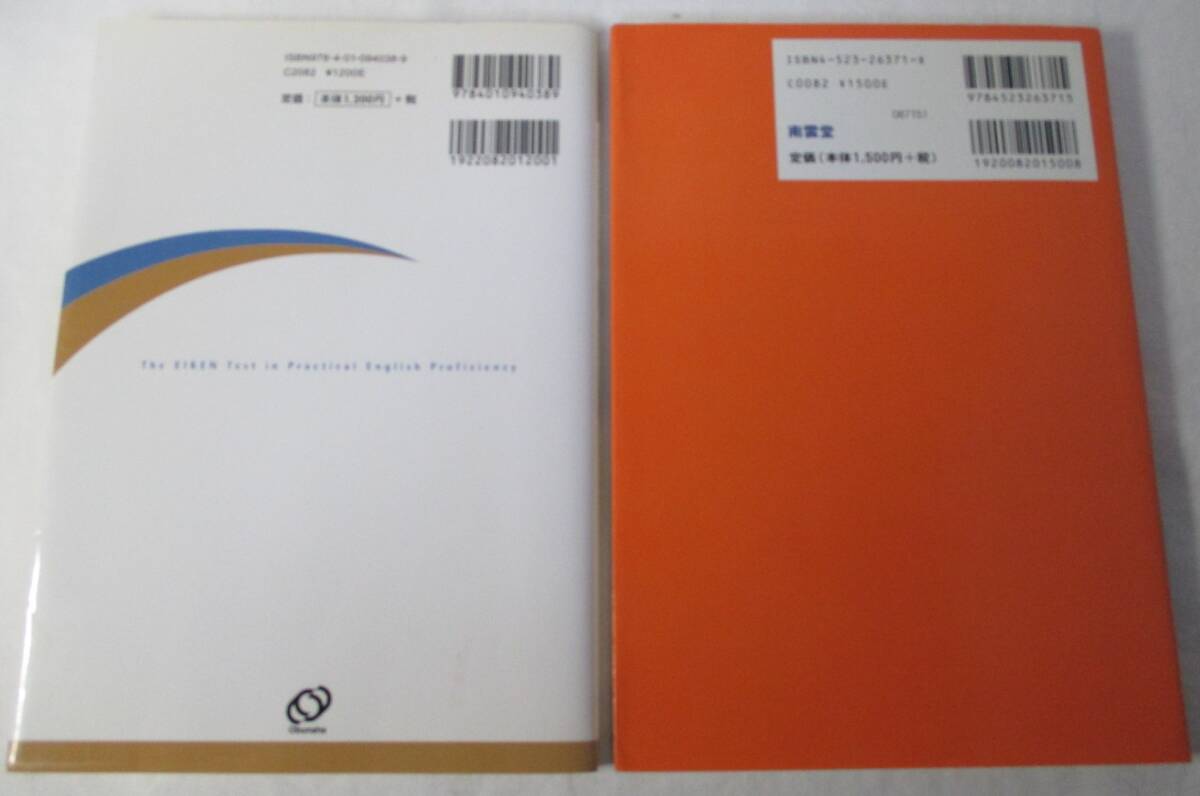 ISBN978-4-01-094038-9
C2082 ¥1200E
定価：本体1,200円＋税
9784010940389
1922082012001
The EIKEN Test in Practical English Proficiency
Obunsha
ISBN4-523-26371-8
C0082 ¥1500E
南雲堂
定価（本体1,500円＋税）
9784523263715
1920082015008